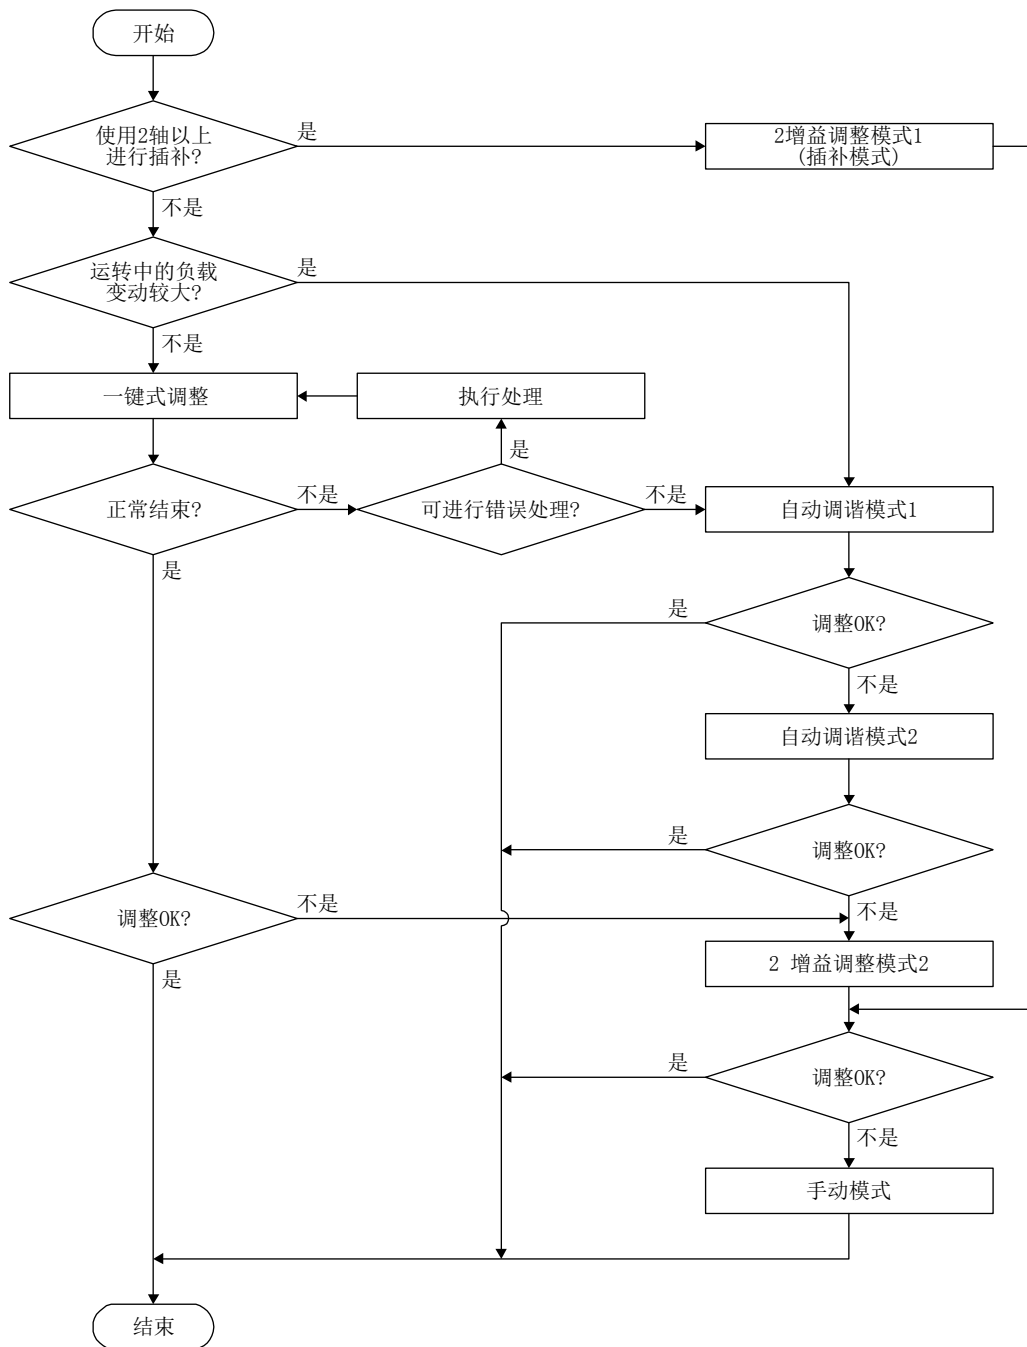 开始
使用2轴以上
进行插补?
是
2增益调整模式1
(插补模式)
不是
运转中的负载
变动较大?
是
不是
一键式调整
执行处理
是
正常结束?
不是
可进行错误处理?
不是
自动调谐模式1
是
是
调整OK?
不是
自动调谐模式2
是
调整OK?
调整OK?
不是
不是
2 增益调整模式2
是
是
调整OK?
不是
手动模式
结束